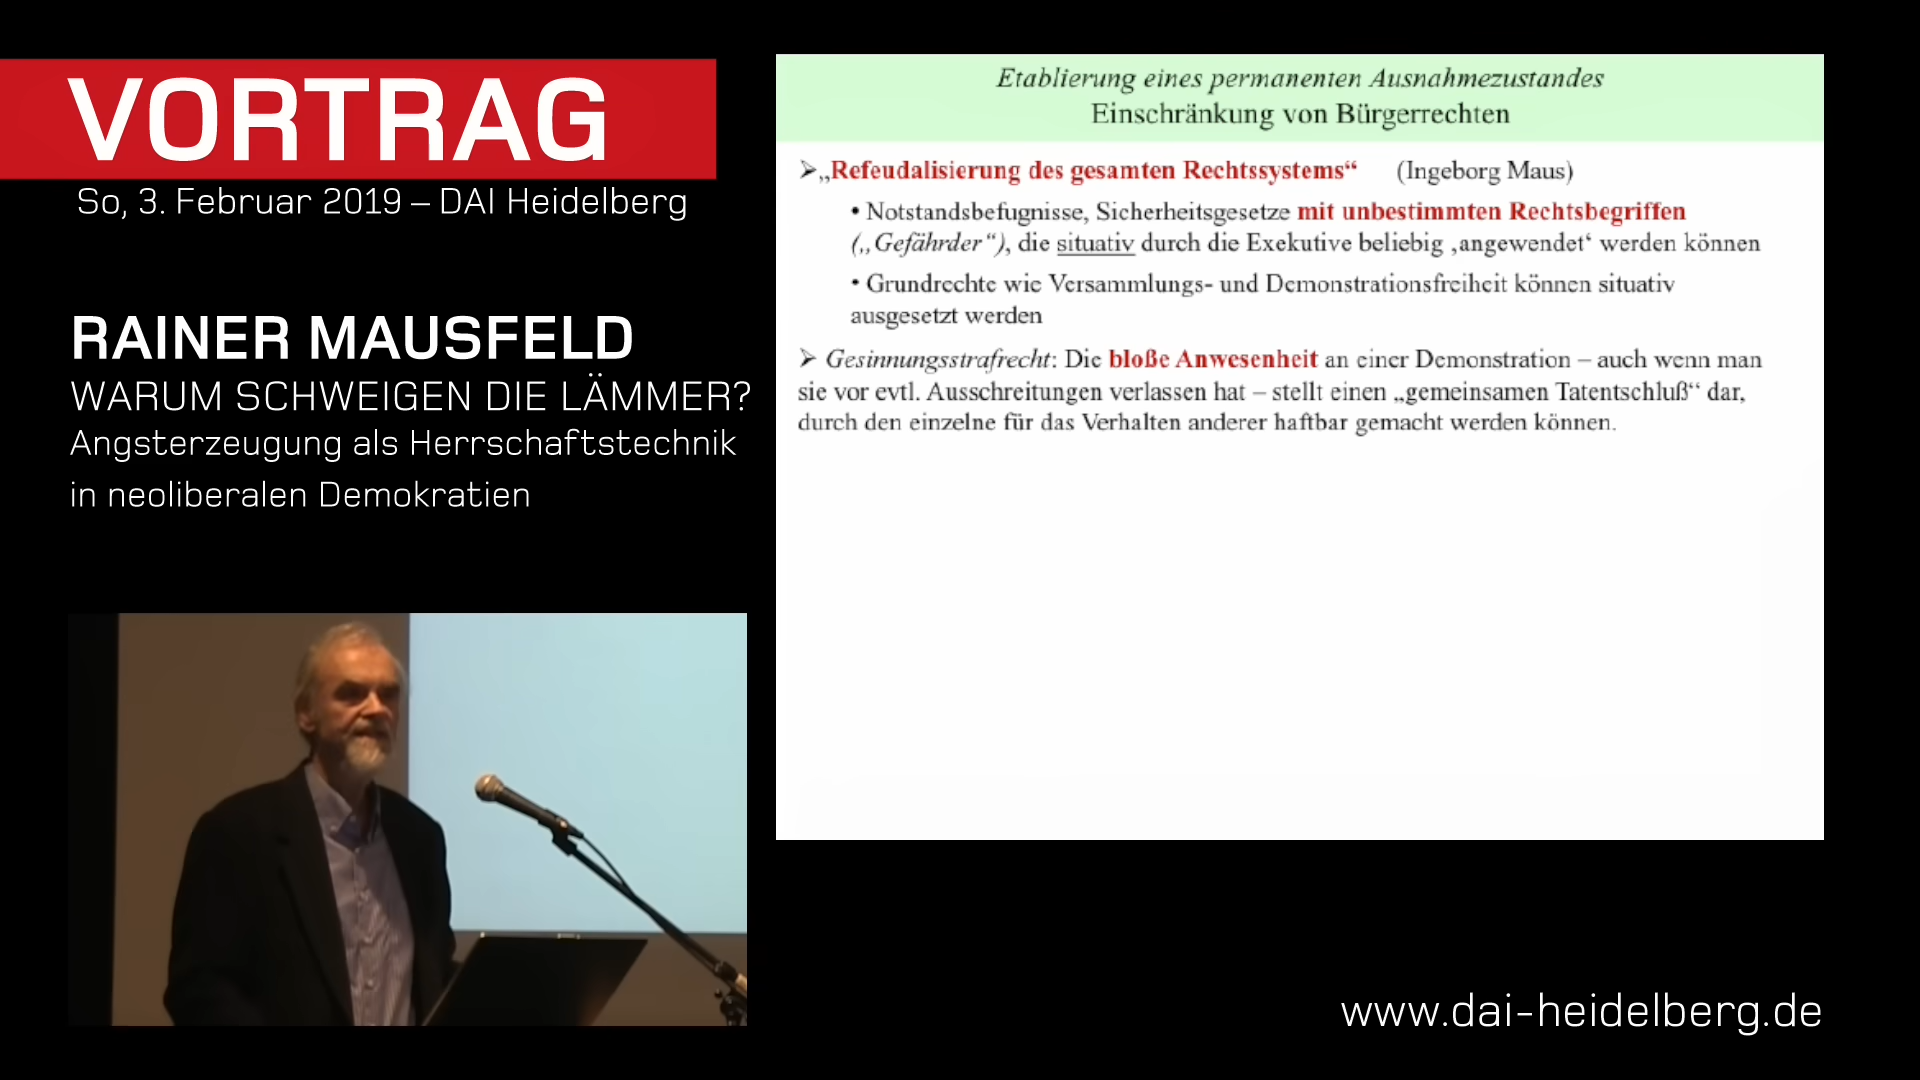 VORTRAG
So, 3. Februar 2019 – DAI Heidelberg
RAINER MAUSFELD
WARUM SCHWEIGEN DIE LÄMMER?
Angsterzeugung als Herrschaftstechnik
in neoliberalen Demokratien
Etablierung eines permanenten Ausnahmezustandes
Einschränkung von Bürgerrechten
➢„Refeudalisierung des gesamten Rechtssystems“ (Ingeborg Maus)
• Notstandsbefugnisse, Sicherheitsgesetze mit unbestimmten Rechtsbegriffen
(„Gefährder“), die situativ durch die Exekutive beliebig ‚angewendet‘ werden können
• Grundrechte wie Versammlungs- und Demonstrationsfreiheit können situativ
ausgesetzt werden
➢ Gesinnungsstrafrecht: Die bloße Anwesenheit an einer Demonstration – auch wenn man
sie vor evtl. Ausschreitungen verlassen hat – stellt einen „gemeinsamen Tatentschluß“ dar,
durch den einzelne für das Verhalten anderer haftbar gemacht werden können.
www.dai-heidelberg.de